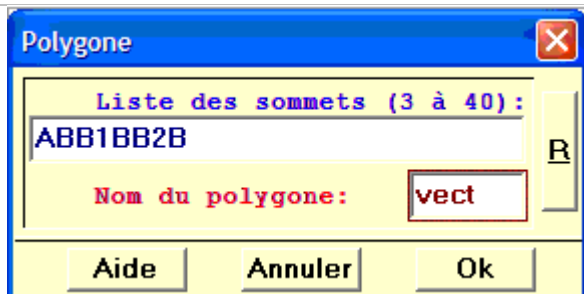 Polygone
Liste des sommets (3 à 40):
ABB1BB2B
R
Nom du polygone: vect
Aide Annuler Ok